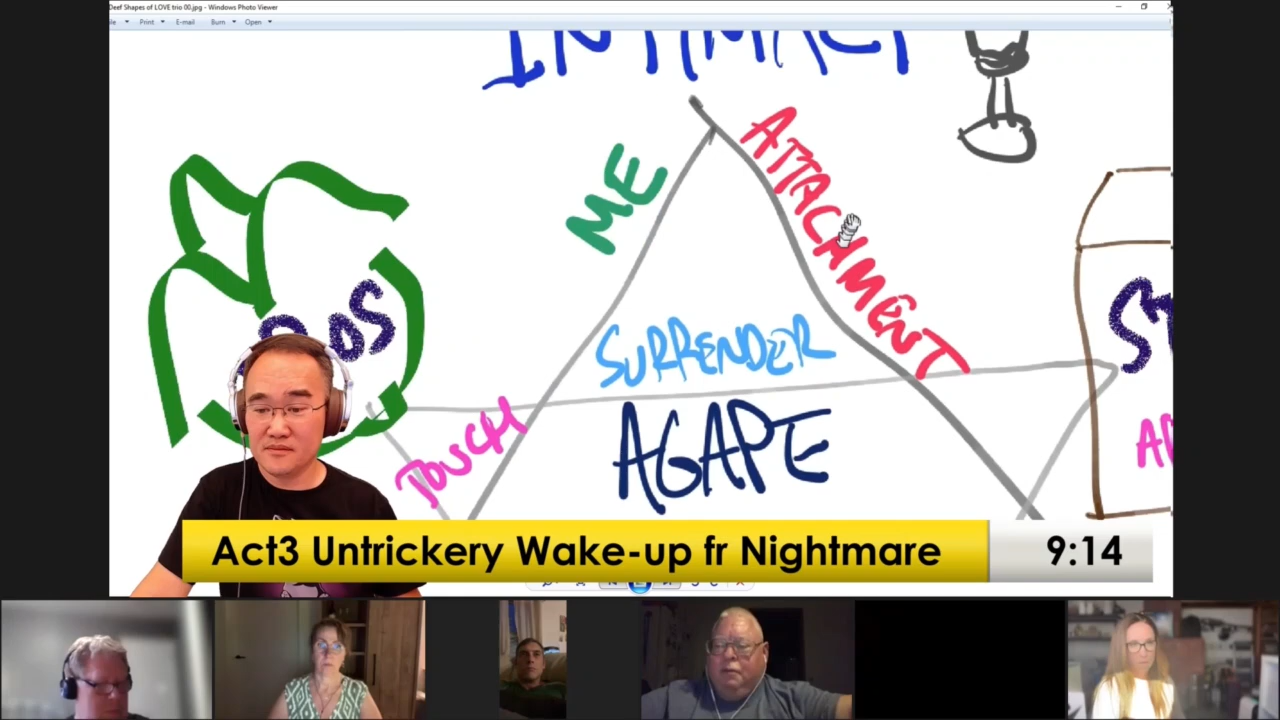 Deef Shapes of LOVE trio 00.jpg - Windows Photo Viewer
Print E-mail Burn Open
INTIMACY
ME
ATTACHMENT
SURRENDER
TOUCH
AGAPE
Act3 Untrickery Wake-up fr Nightmare
9:14